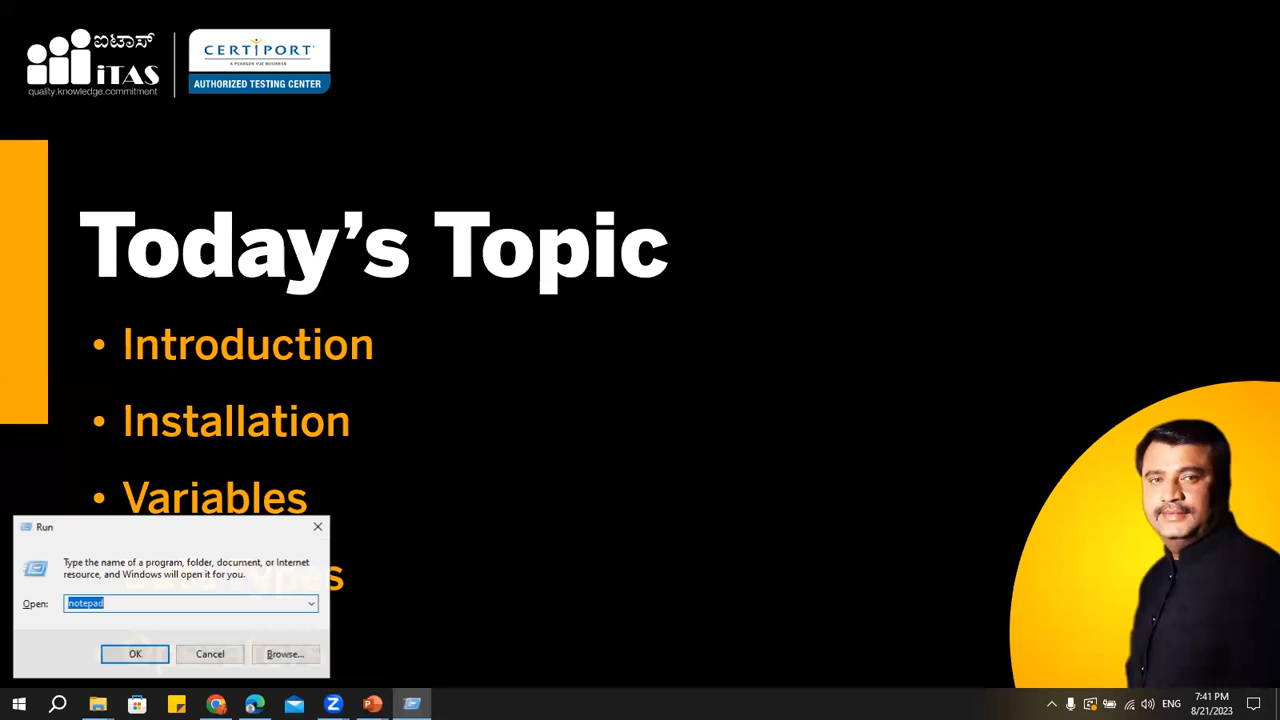 ಐಟಾಸ್
iTAS
quality.knowledge.commitment
CERTIPORT
A PEARSON VUE BUSINESS
AUTHORIZED TESTING CENTER
Today’s Topic
• Introduction
• Installation
• Variables
Run
Type the name of a program, folder, document, or Internet
resource, and Windows will open it for you.
Open: notepad
OK Cancel Browse...
ENG
7:41 PM
8/21/2023